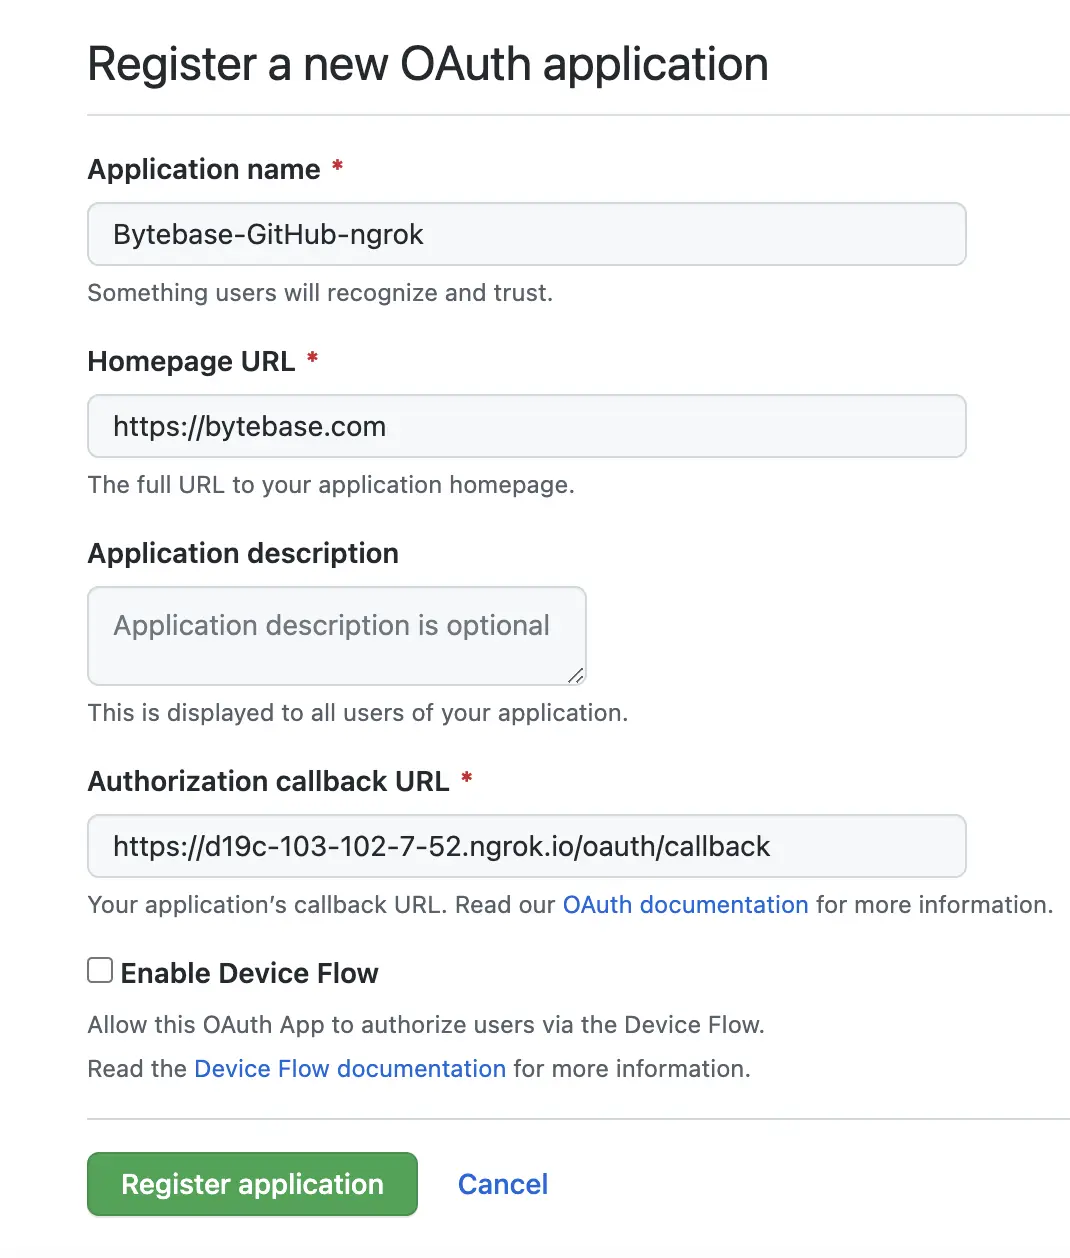 Register a new OAuth application
Application name *
Bytebase-GitHub-ngrok
Something users will recognize and trust.
Homepage URL *
https://bytebase.com
The full URL to your application homepage.
Application description
Application description is optional
This is displayed to all users of your application.
Authorization callback URL *
https://d19c-103-102-7-52.ngrok.io/oauth/callback
Your application’s callback URL. Read our OAuth documentation for more information.
Enable Device Flow
Allow this OAuth App to authorize users via the Device Flow.
Read the Device Flow documentation for more information.
Register application Cancel